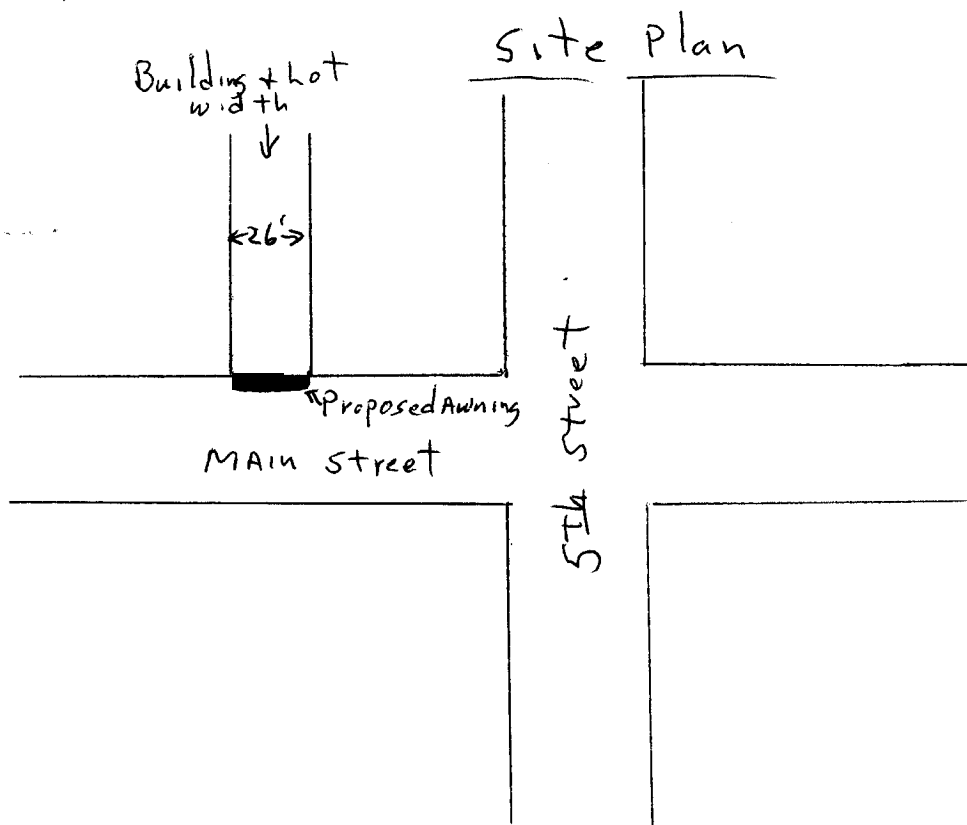 Site Plan
Building & Lot
width
26'
Proposed Awning
MAIN Street
5th Street